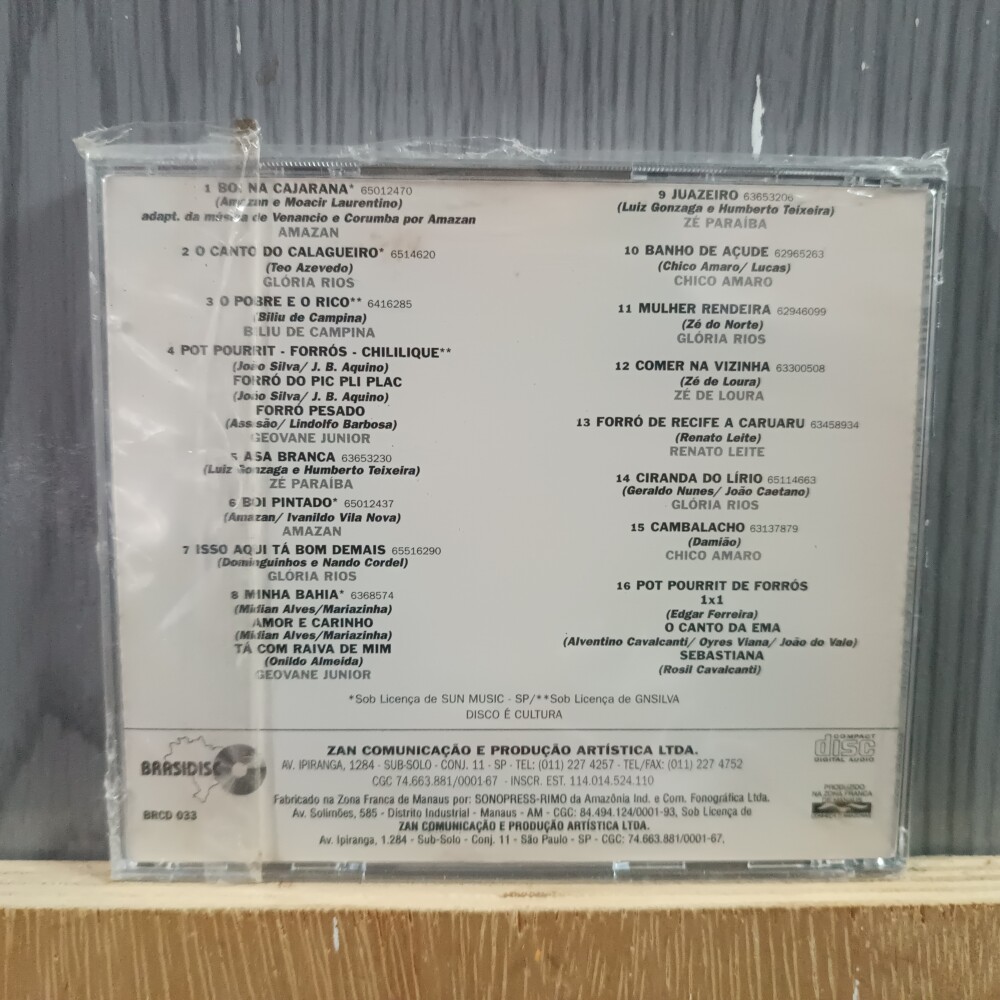 1 BOI NA CAJARANA* 65012470
(Amazan e Moacir Laurentino)
adapt. da música de Venancio e Corumba por Amazan
AMAZAN
2 O CANTO DO CALAGUEIRO* 6514620
(Teo Azevedo)
GLÓRIA RIOS
3 O POBRE E O RICO** 6416285
(Biliu de Campina)
BILIU DE CAMPINA
4 POT POURRIT - FORRÓS - CHILILIQUE**
(João Silva/ J. B. Aquino)
FORRÓ DO PIC PLI PLAC
(João Silva/ J. B. Aquino)
FORRÓ PESADO
(Assisão/ Lindolfo Barbosa)
GEOVANE JUNIOR
5 ASA BRANCA 63653230
(Luiz Gonzaga e Humberto Teixeira)
ZÉ PARAÍBA
6 BOI PINTADO* 65012437
(Amazan/ Ivanildo Vila Nova)
AMAZAN
7 ISSO AQUI TÁ BOM DEMAIS 65516290
(Dominguinhos e Nando Cordel)
GLÓRIA RIOS
8 MINHA BAHIA* 6368574
(Midian Alves/Mariazinha)
AMOR E CARINHO
(Midian Alves/Mariazinha)
TÁ COM RAIVA DE MIM
(Onildo Almeida)
GEOVANE JUNIOR
9 JUAZEIRO 63653206
(Luiz Gonzaga e Humberto Teixeira)
ZÉ PARAÍBA
10 BANHO DE AÇUDE 62965263
(Chico Amaro/ Lucas)
CHICO AMARO
11 MULHER RENDEIRA 62946099
(Zé do Norte)
GLÓRIA RIOS
12 COMER NA VIZINHA 63300508
(Zé de Loura)
ZÉ DE LOURA
13 FORRÓ DE RECIFE A CARUARU 63458934
(Renato Leite)
RENATO LEITE
14 CIRANDA DO LÍRIO 65114663
(Geraldo Nunes/ João Caetano)
GLÓRIA RIOS
15 CAMBALACHO 63137879
(Damião)
CHICO AMARO
16 POT POURRIT DE FORRÓS
1x1
(Edgar Ferreira)
O CANTO DA EMA
(Alventino Cavalcanti/ Oyres Viana/ João do Vale)
SEBASTIANA
(Rosil Cavalcanti)
*Sob Licença de SUN MUSIC - SP/**Sob Licença de GNSILVA
DISCO É CULTURA
BRASIDISC
BRCD 033
ZAN COMUNICAÇÃO E PRODUÇÃO ARTÍSTICA LTDA.
AV. IPIRANGA, 1284 - SUB-SOLO - CONJ. 11 - SP - TEL: (011) 227 4257 - TEL/FAX: (011) 227 4752
CGC 74.663.881/0001-67 - INSCR. EST. 114.014.524.110
Fabricado na Zona Franca de Manaus por: SONOPRESS-RIMO da Amazônia Ind. e Com. Fonográfica Ltda.
Av. Solimões, 585 - Distrito Industrial - Manaus - AM - CGC: 84.494.124/0001-93, Sob Licença de
ZAN COMUNICAÇÃO E PRODUÇÃO ARTÍSTICA LTDA.
Av. Ipiranga, 1.284 - Sub-Solo - Conj. 11 - São Paulo - SP - CGC: 74.663.881/0001-67.
COMPACT
disc
DIGITAL AUDIO
PRODUZIDO
NA ZONA FRANCA
DE MANAUS